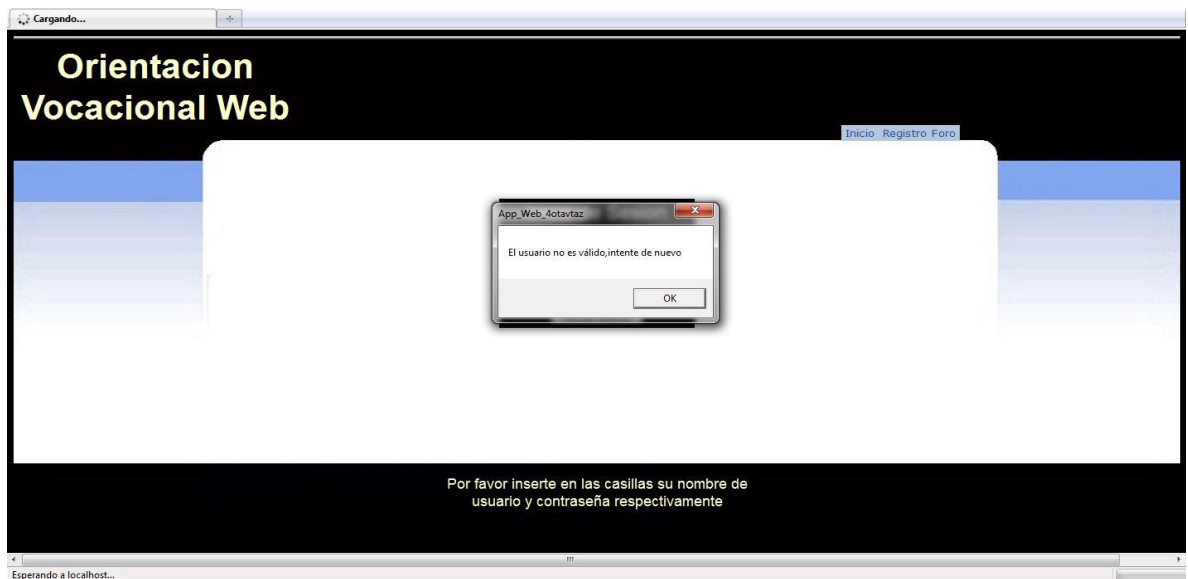 Cargando...
Orientacion
Vocacional Web
Inicio Registro Foro
App_Web_4otavtaz
El usuario no es válido,intente de nuevo
OK
Por favor inserte en las casillas su nombre de
usuario y contraseña respectivamente
Esperando a localhost...